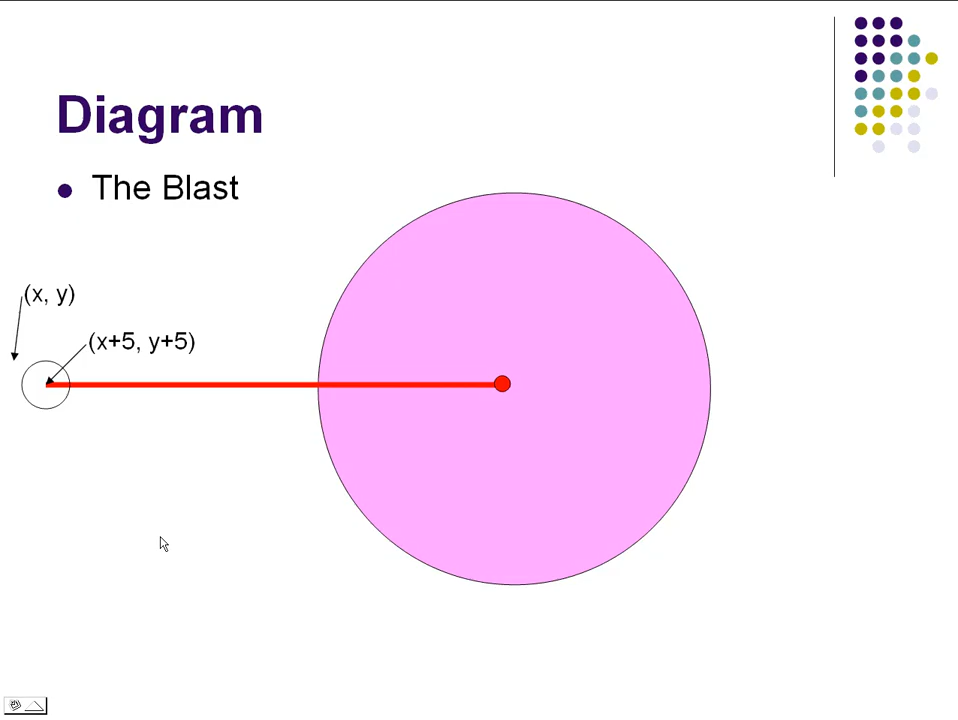 Diagram
The Blast
(x, y)
(x+5, y+5)